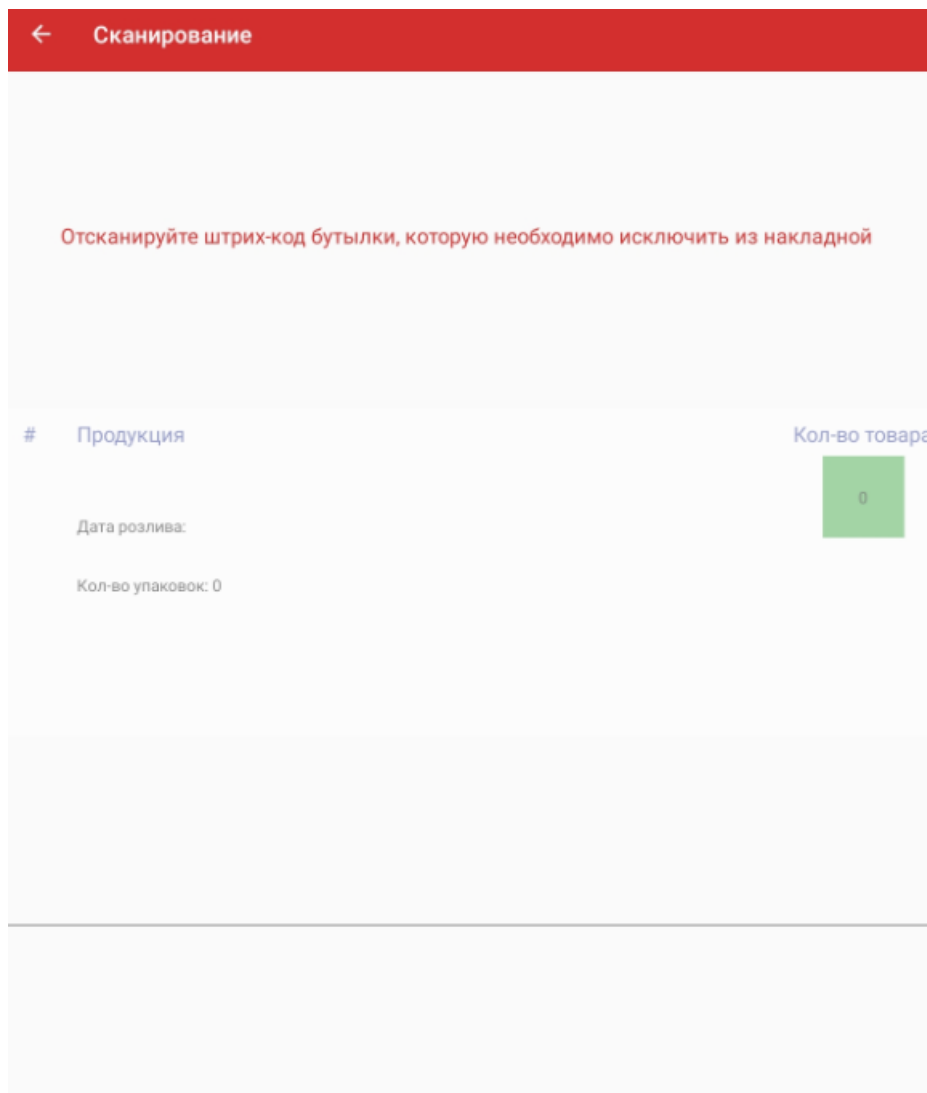 Сканирование
Отсканируйте штрих-код бутылки, которую необходимо исключить из накладной
# Продукция Кол-во товара
0
Дата розлива:
Кол-во упаковок: 0